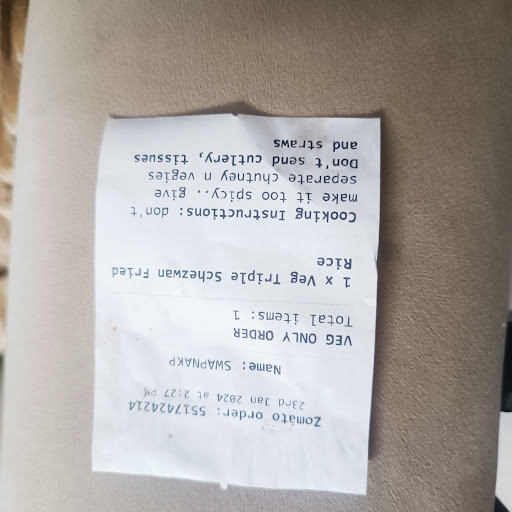 Zomato order: 5517424214
23rd Jan 2024 at 2:27 PM
Name: SWAPNAKP
VEG ONLY ORDER
Total items: 1
1 x Veg Triple Schezwan Fried
Rice
Cooking Instructions: don't
make it too spicy.. give
separate chutney n vegies
Don't send cutlery, tissues
and straws